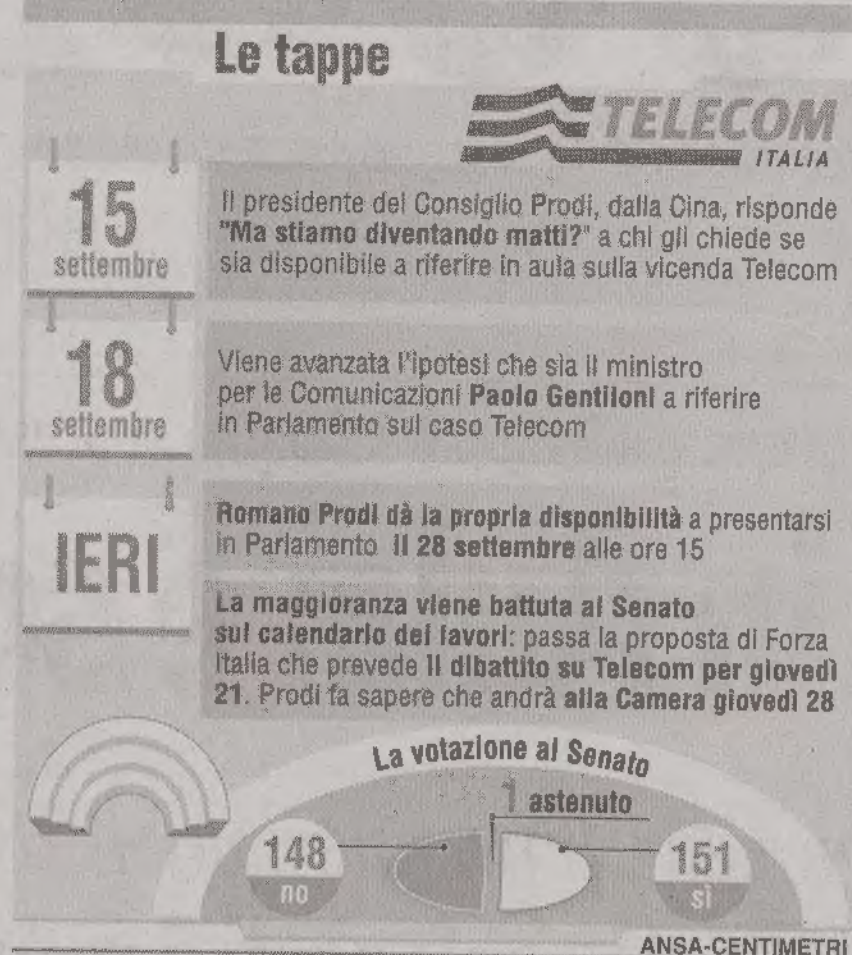 Le tappe
TELECOM
ITALIA
15
settembre
Il presidente del Consiglio Prodi, dalla Cina, risponde
"Ma stiamo diventando matti?" a chi gli chiede se
sia disponibile a riferire in aula sulla vicenda Telecom
18
settembre
Viene avanzata l'ipotesi che sia il ministro
per le Comunicazioni Paolo Gentiloni a riferire
in Parlamento sul caso Telecom
IERI
Romano Prodi dà la propria disponibilità a presentarsi
in Parlamento il 28 settembre alle ore 15
La maggioranza viene battuta al Senato
sul calendario dei lavori: passa la proposta di Forza
Italia che prevede il dibattito su Telecom per giovedì
21. Prodi fa sapere che andrà alla Camera giovedì 28
La votazione al Senato
1 astenuto
148
no
151
sì
ANSA-CENTIMETRI